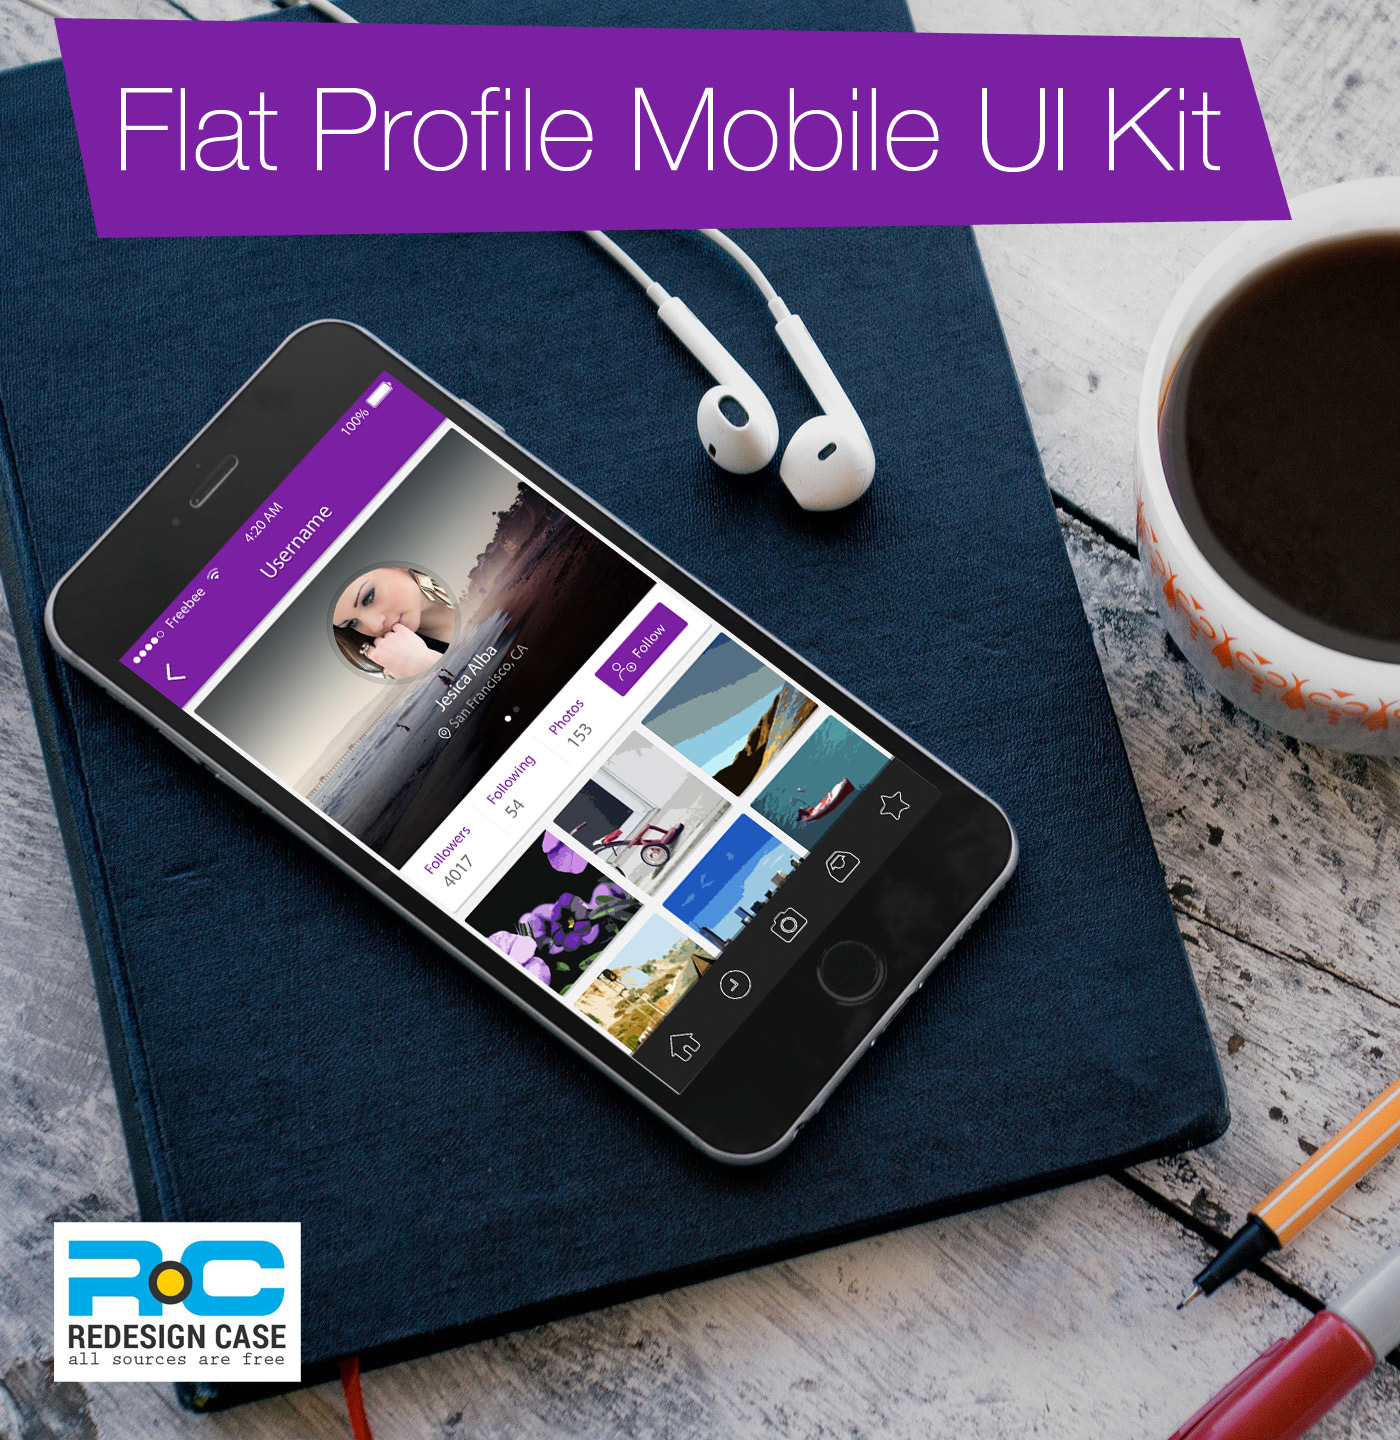 Flat Profile Mobile UI Kit
Freebee
4:20 AM
100%
Username
Jesica Alba
San Francisco, CA
Followers
4017
Following
54
Photos
153
Follow
RC
REDESIGN CASE
all sources are free